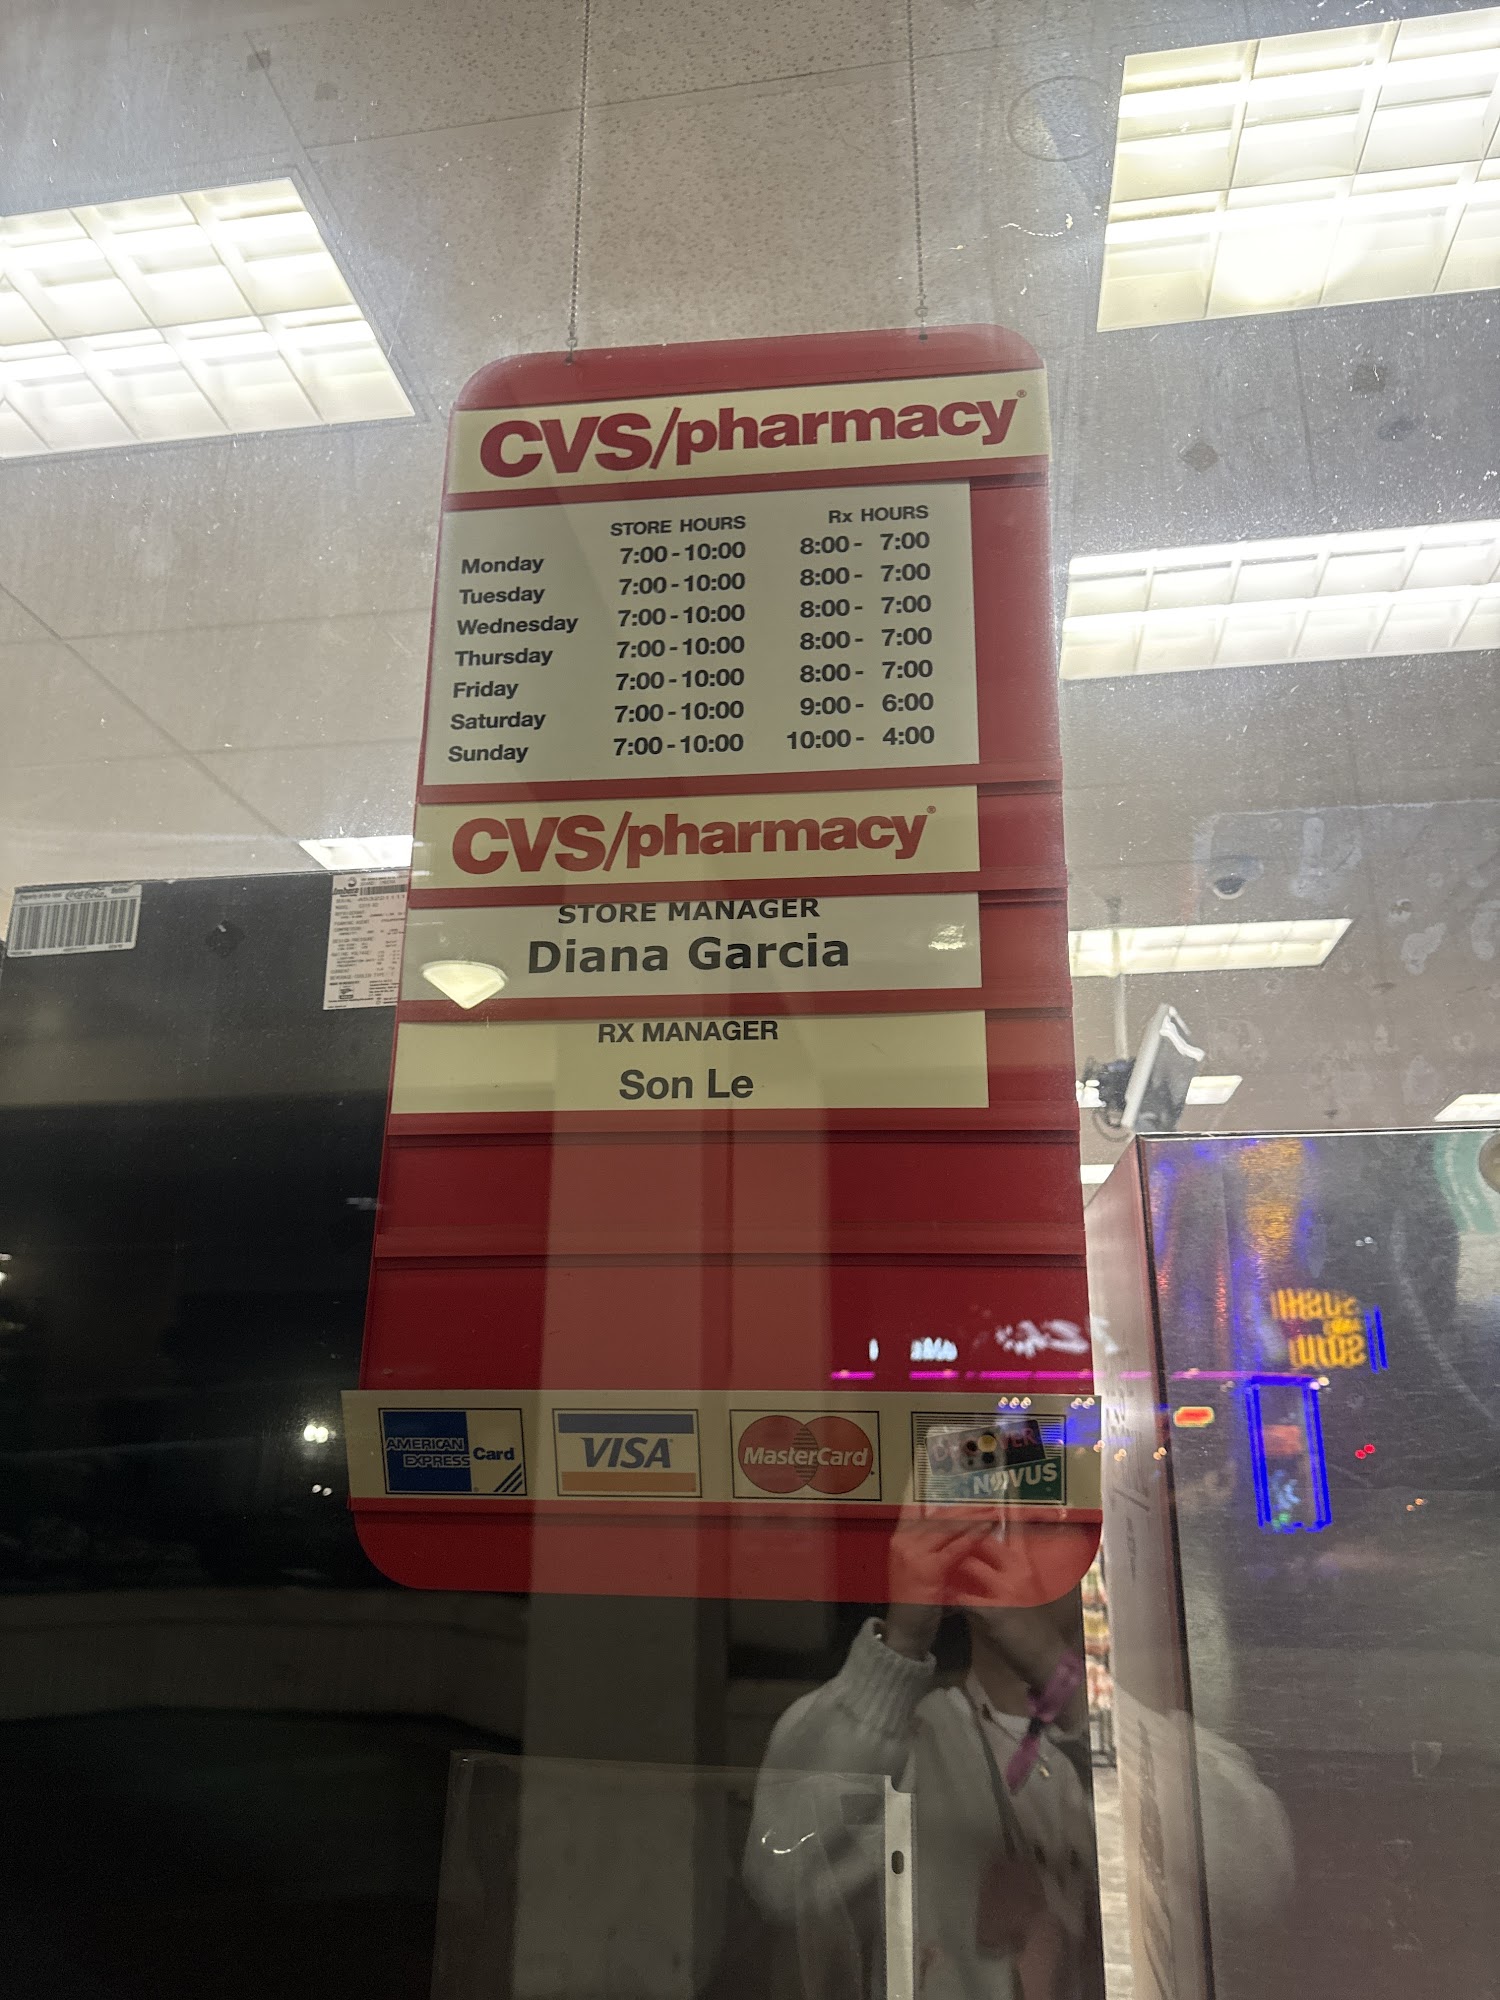 CVS/pharmacy®
STORE HOURS Rx HOURS
Monday 7:00 - 10:00 8:00 - 7:00
Tuesday 7:00 - 10:00 8:00 - 7:00
Wednesday 7:00 - 10:00 8:00 - 7:00
Thursday 7:00 - 10:00 8:00 - 7:00
Friday 7:00 - 10:00 8:00 - 7:00
Saturday 7:00 - 10:00 9:00 - 6:00
Sunday 7:00 - 10:00 10:00 - 4:00
CVS/pharmacy®
STORE MANAGER
Diana Garcia
RX MANAGER
Son Le
AMERICAN EXPRESS Card
VISA
MasterCard
NOVUS